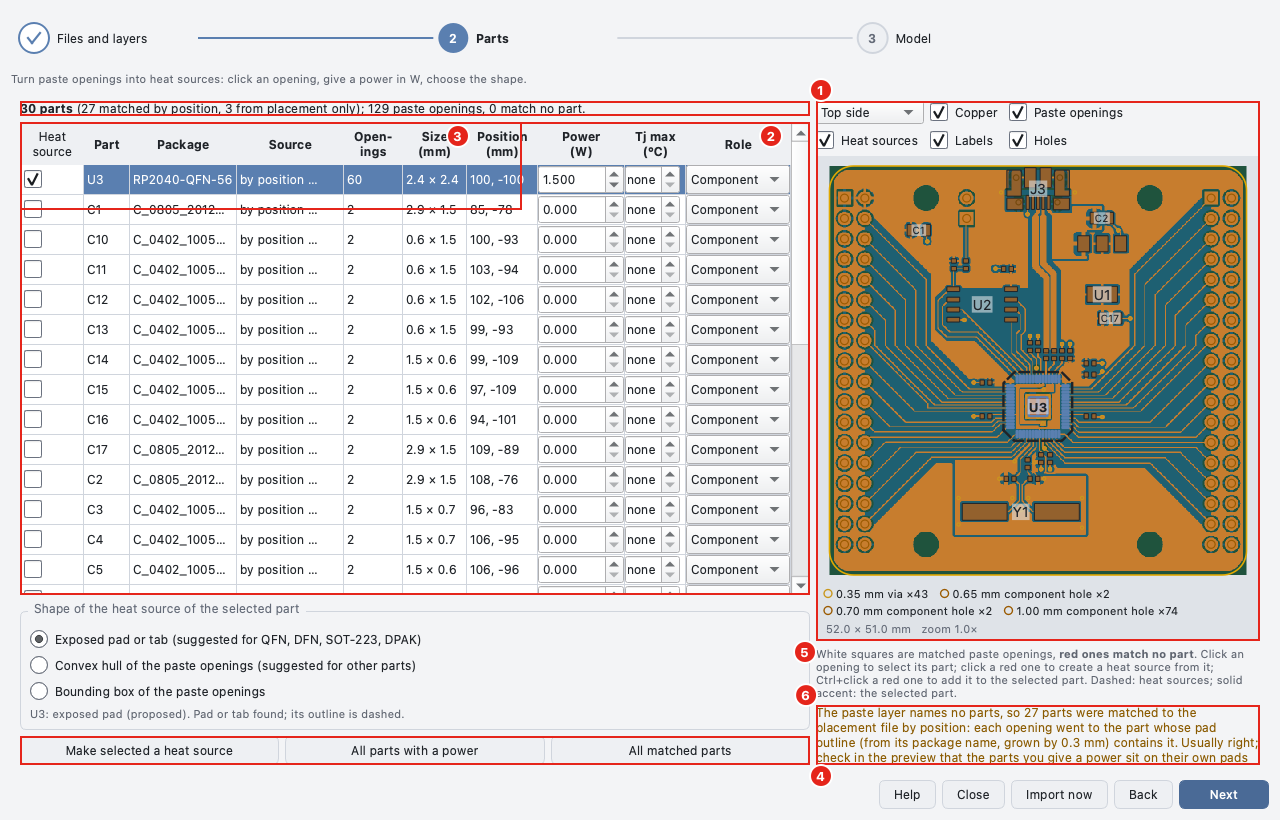 Files and layers
2 Parts
3 Model
Turn paste openings into heat sources: click an opening, give a power in W, choose the shape.
30 parts (27 matched by position, 3 from placement only); 129 paste openings, 0 match no part.
Heat source Part Package Source Open-ings Size (mm) Position (mm) Power (W) Tj max (°C) Role
3
2
U3 RP2040-QFN-56 by position ... 60 2.4 × 2.4 100, -100 1.500 none Component
C1 C_0805_2012... by position ... 2 2.9 × 1.5 85, -78 0.000 none Component
C10 C_0402_1005... by position ... 2 0.6 × 1.5 100, -93 0.000 none Component
C11 C_0402_1005... by position ... 2 0.6 × 1.5 103, -94 0.000 none Component
C12 C_0402_1005... by position ... 2 0.6 × 1.5 102, -106 0.000 none Component
C13 C_0402_1005... by position ... 2 0.6 × 1.5 99, -93 0.000 none Component
C14 C_0402_1005... by position ... 2 1.5 × 0.6 99, -109 0.000 none Component
C15 C_0402_1005... by position ... 2 1.5 × 0.6 97, -109 0.000 none Component
C16 C_0402_1005... by position ... 2 1.5 × 0.6 94, -101 0.000 none Component
C17 C_0805_2012... by position ... 2 2.9 × 1.5 109, -89 0.000 none Component
C2 C_0805_2012... by position ... 2 2.9 × 1.5 108, -76 0.000 none Component
C3 C_0402_1005... by position ... 2 1.5 × 0.7 96, -83 0.000 none Component
C4 C_0402_1005... by position ... 2 1.5 × 0.7 106, -95 0.000 none Component
C5 C_0402_1005... by position ... 2 1.5 × 0.6 106, -96 0.000 none Component
Shape of the heat source of the selected part
Exposed pad or tab (suggested for QFN, DFN, SOT-223, DPAK)
Convex hull of the paste openings (suggested for other parts)
Bounding box of the paste openings
U3: exposed pad (proposed). Pad or tab found; its outline is dashed.
Make selected a heat source All parts with a power All matched parts
1
Top side Copper Paste openings
Heat sources Labels Holes
J3
C2
C1
U1
U2
C17
U3
Y1
0.35 mm via ×43 0.65 mm component hole ×2
0.70 mm component hole ×2 1.00 mm component hole ×74
52.0 × 51.0 mm zoom 1.0×
5
White squares are matched paste openings, red ones match no part. Click an
opening to select its part; click a red one to create a heat source from it;
Ctrl+click a red one to add it to the selected part. Dashed: heat sources; solid
accent: the selected part.
6
The paste layer names no parts, so 27 parts were matched to the
placement file by position: each opening went to the part whose pad
outline (from its package name, grown by 0.3 mm) contains it. Usually right;
check in the preview that the parts you give a power sit on their own pads
4
Help Close Import now Back Next